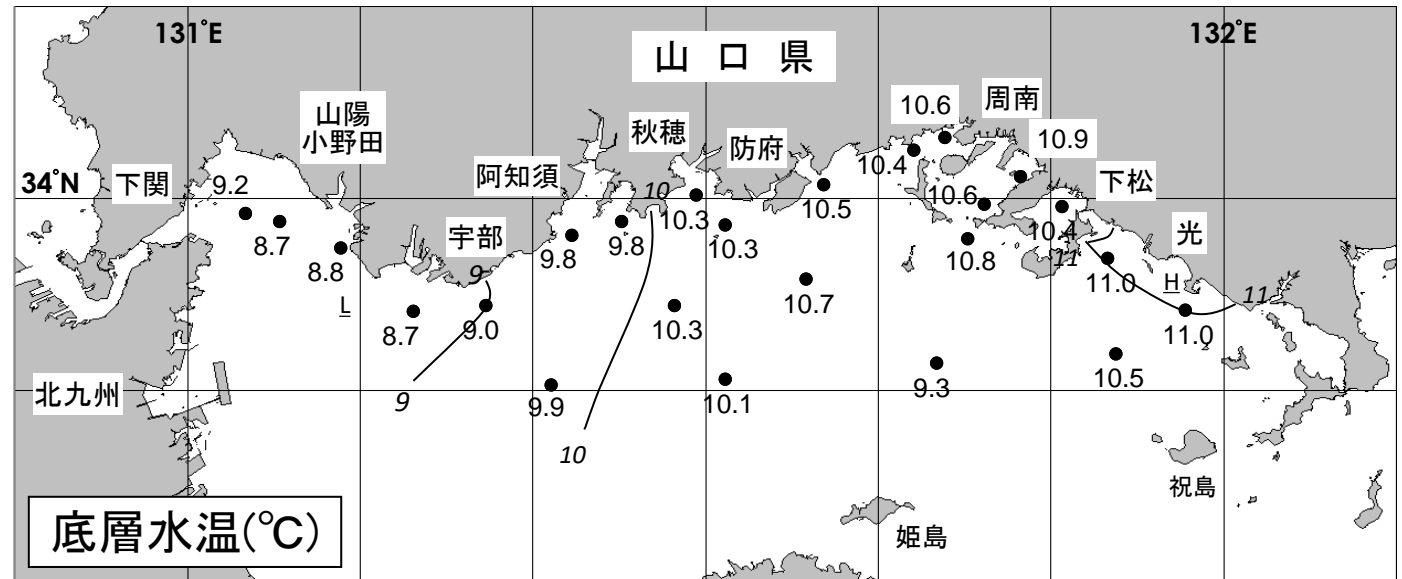 131°E
132°E
山口県
10.6
周南
山陽
小野田
秋穂
防府
10.4
10.9
阿知須
34°N
下関
9.2
10
10.6
下松
10.3
10.5
8.7
宇部
9.8
9.8
10.3
10.4
光
8.8
9
10.8
11
11.0
H
11
L
10.7
8.7
9.0
10.3
11.0
北九州
9
9.9
10.1
9.3
10.5
10
祝島
底層水温(℃)
姫島